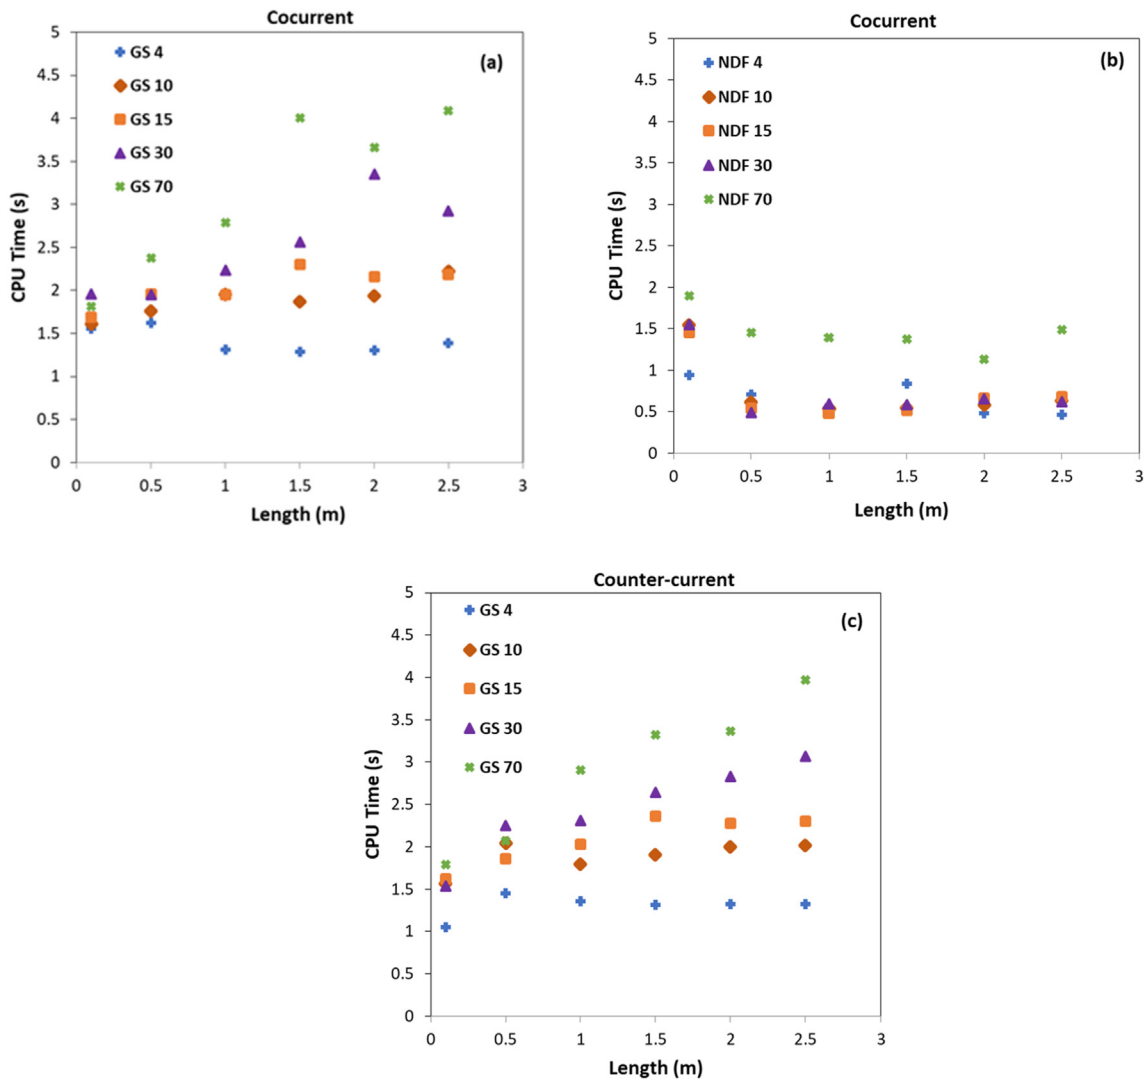 Cocurrent
(a)
GS 4
GS 10
GS 15
GS 30
GS 70
5
4.5
4
3.5
3
2.5
2
1.5
1
0.5
0
CPU Time (s)
0 0.5 1 1.5 2 2.5 3
Length (m)
Cocurrent
(b)
NDF 4
NDF 10
NDF 15
NDF 30
NDF 70
5
4.5
4
3.5
3
2.5
2
1.5
1
0.5
0
CPU Time (s)
0 0.5 1 1.5 2 2.5 3
Length (m)
Counter-current
(c)
GS 4
GS 10
GS 15
GS 30
GS 70
5
4.5
4
3.5
3
2.5
2
1.5
1
0.5
0
CPU Time (s)
0 0.5 1 1.5 2 2.5 3
Length (m)